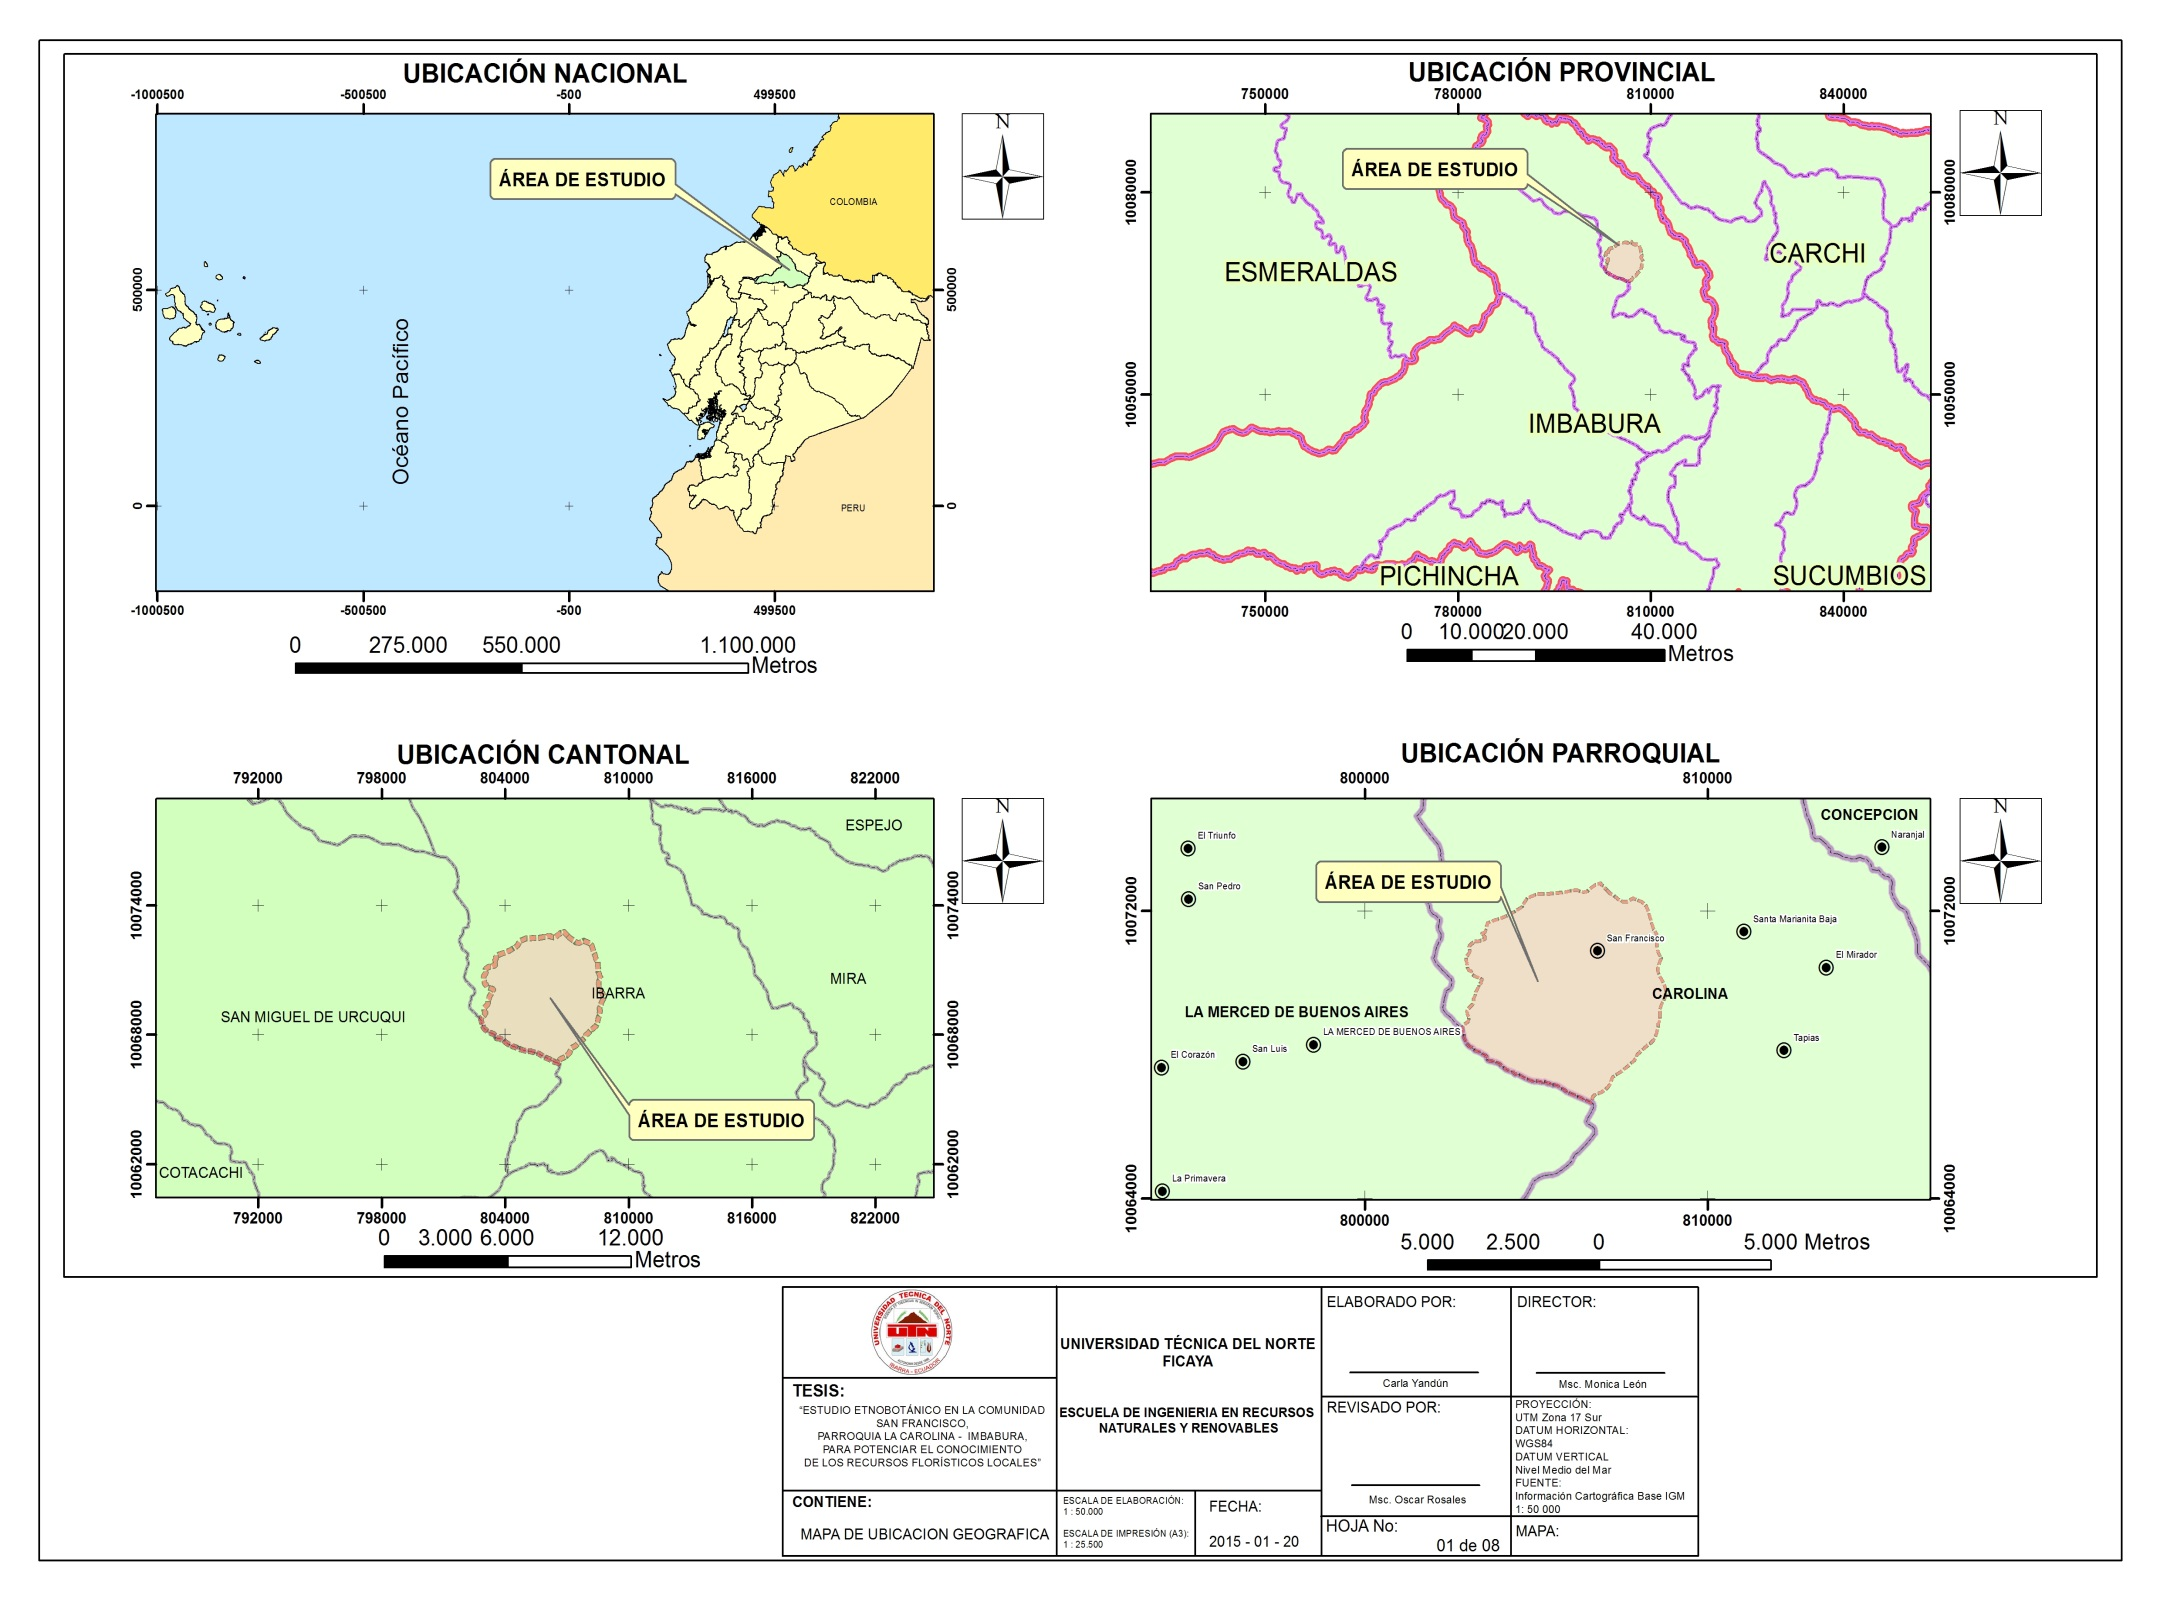 UBICACIÓN NACIONAL
-1000500 -500500 -500 499500
ÁREA DE ESTUDIO
N
COLOMBIA
500000 500000
Océano Pacífico
0 0
PERU
-1000500 -500500 -500 499500
0 275.000 550.000 1.100.000
Metros
UBICACIÓN PROVINCIAL
750000 780000 810000 840000
ÁREA DE ESTUDIO
N
10080000 10080000
ESMERALDAS
CARCHI
10050000 10050000
IMBABURA
PICHINCHA
SUCUMBIOS
750000 780000 810000 840000
0 10.000 20.000 40.000
Metros
UBICACIÓN CANTONAL
792000 798000 804000 810000 816000 822000
N
ESPEJO
10074000 10074000
MIRA
IBARRA
SAN MIGUEL DE URCUQUI
10068000 10068000
ÁREA DE ESTUDIO
10062000 10062000
COTACACHI
792000 798000 804000 810000 816000 822000
0 3.000 6.000 12.000
Metros
UBICACIÓN PARROQUIAL
800000 810000
N
CONCEPCION
El Triunfo
Naranjal
ÁREA DE ESTUDIO
San Pedro
10072000 10072000
Santa Marianita Baja
San Francisco
El Mirador
CAROLINA
LA MERCED DE BUENOS AIRES
LA MERCED DE BUENOS AIRES
Tapias
San Luis
El Corazón
La Primavera
10064000 10064000
800000 810000
5.000 2.500 0 5.000 Metros
UNIVERSIDAD TECNICA DEL NORTE
UTN
IBARRA - ECUADOR
TESIS:
“ESTUDIO ETNOBOTÁNICO EN LA COMUNIDAD
SAN FRANCISCO,
PARROQUIA LA CAROLINA - IMBABURA,
PARA POTENCIAR EL CONOCIMIENTO
DE LOS RECURSOS FLORÍSTICOS LOCALES”
CONTIENE:
MAPA DE UBICACION GEOGRAFICA
UNIVERSIDAD TÉCNICA DEL NORTE
FICAYA
ESCUELA DE INGENIERIA EN RECURSOS
NATURALES Y RENOVABLES
ESCALA DE ELABORACIÓN:
1 : 50.000
ESCALA DE IMPRESIÓN (A3):
1 : 25.500
FECHA:
2015 - 01 - 20
ELABORADO POR:
Carla Yandún
REVISADO POR:
Msc. Oscar Rosales
HOJA No:
01 de 08
DIRECTOR:
Msc. Monica León
PROYECCIÓN:
UTM Zona 17 Sur
DATUM HORIZONTAL:
WGS84
DATUM VERTICAL
Nivel Medio del Mar
FUENTE:
Información Cartográfica Base IGM
1: 50 000
MAPA: